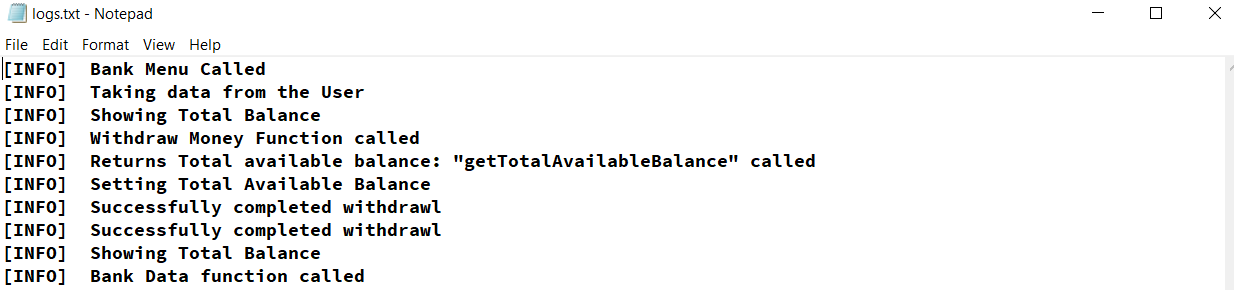 logs.txt - Notepad
File Edit Format View Help
[INFO]  Bank Menu Called
[INFO]  Taking data from the User
[INFO]  Showing Total Balance
[INFO]  Withdraw Money Function called
[INFO]  Returns Total available balance: "getTotalAvailableBalance" called
[INFO]  Setting Total Available Balance
[INFO]  Successfully completed withdrawl
[INFO]  Successfully completed withdrawl
[INFO]  Showing Total Balance
[INFO]  Bank Data function called